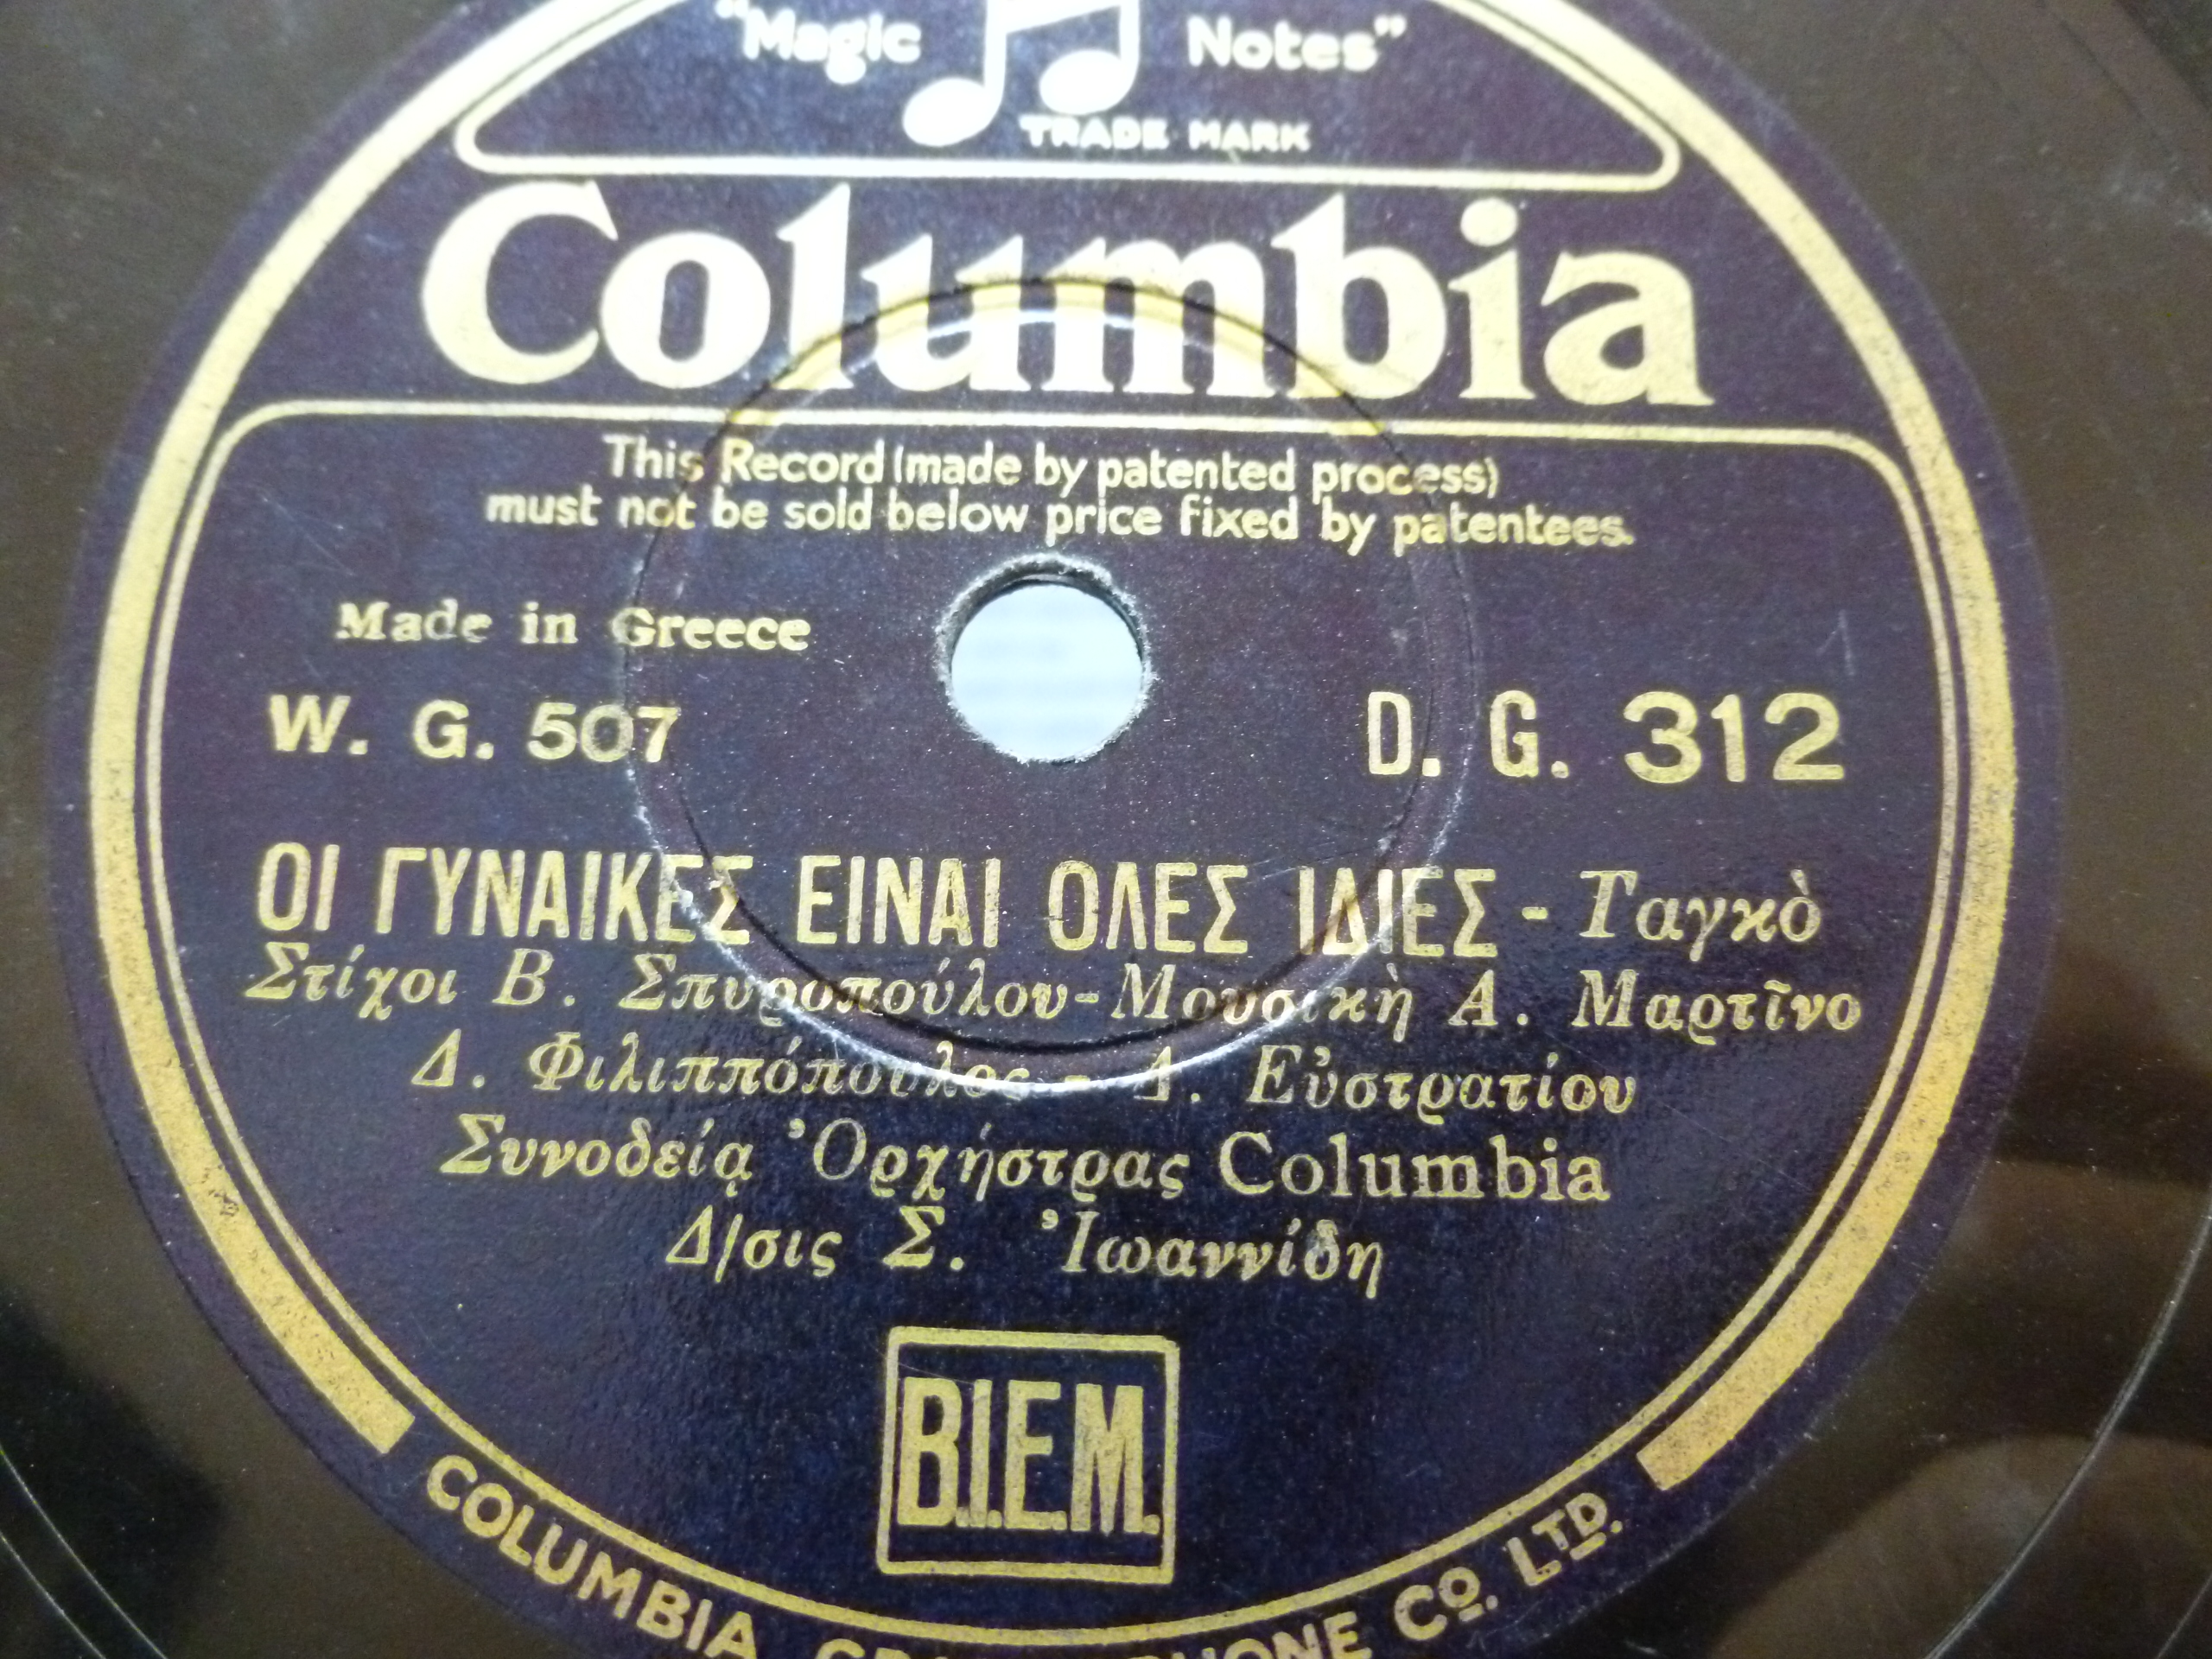 "Magic Notes"
TRADE MARK
Columbia
This Record (made by patented process)
must not be sold below price fixed by patentees.
Made in Greece
W. G. 507
D. G. 312
ΟΙ ΓΥΝΑΙΚΕΣ ΕΙΝΑΙ ΟΛΕΣ ΙΔΙΕΣ - Ταγκὸ
Στίχοι Β. Σπυροπούλου-Μουσικὴ Α. Μαρτῖνο
Δ. Φιλιππόπουλος - Δ. Εὐστρατίου
Συνοδείᾳ Ὀρχήστρας Columbia
Δ/σις Σ. Ἰωαννίδη
B.I.E.M.
COLUMBIA CO. LTD.